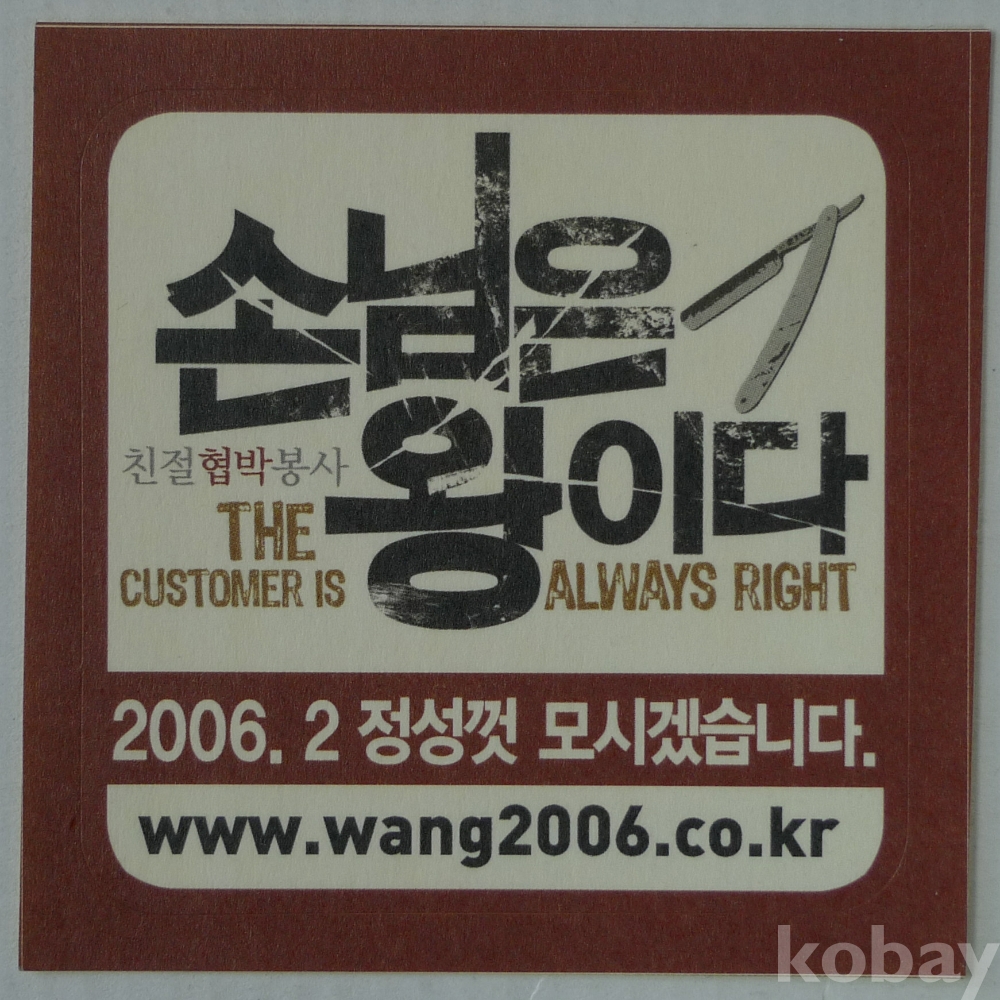 손님은
왕이다
친절협박봉사
THE
CUSTOMER IS ALWAYS RIGHT
2006. 2 정성껏 모시겠습니다.
www.wang2006.co.kr
kobay